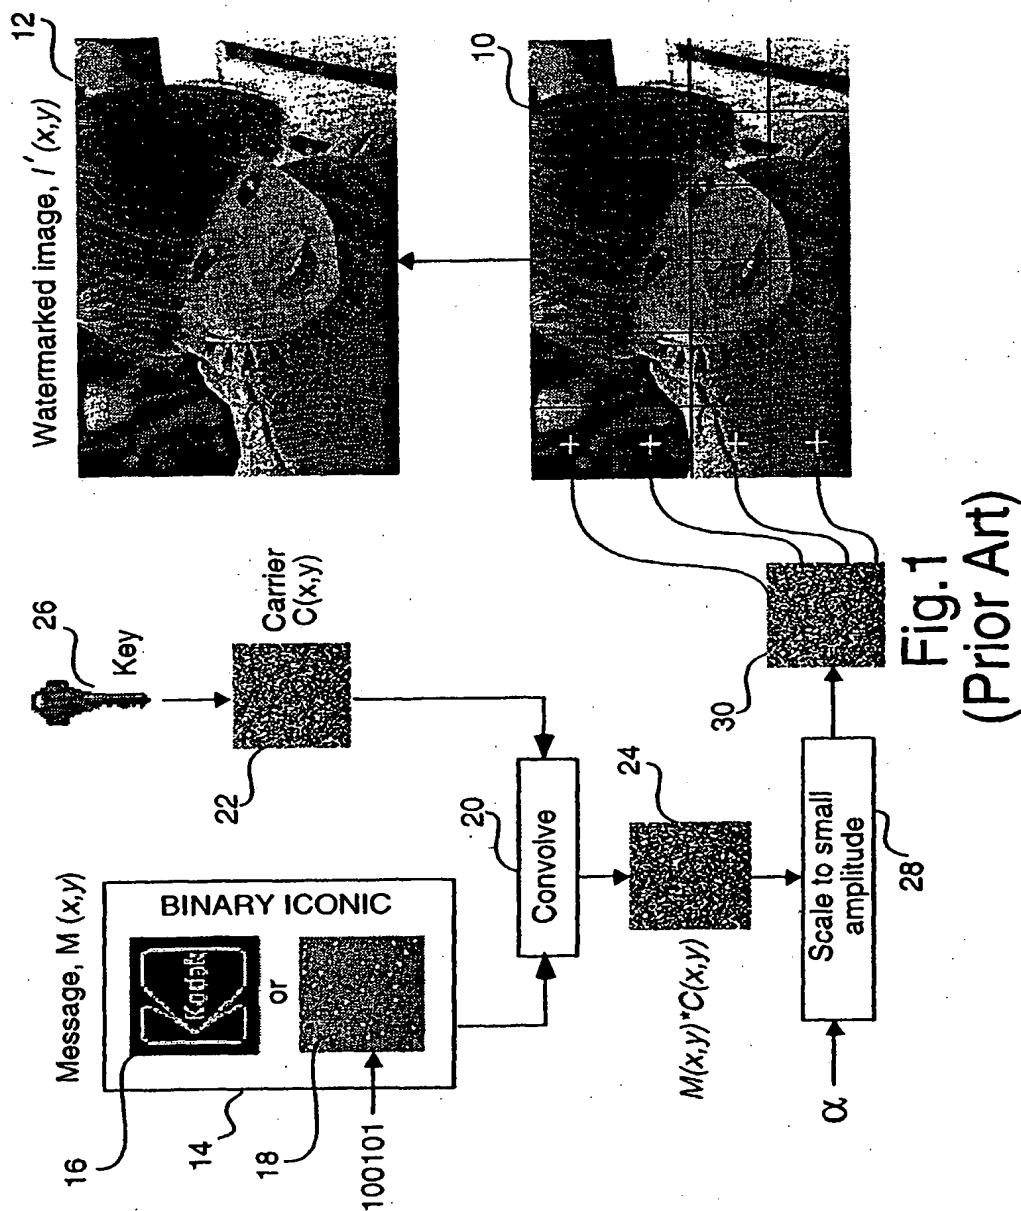 Message, M (x,y)
16
14
18
100101
BINARY ICONIC
Kodak
or
26
Key
22
Carrier
C(x,y)
20
Convolve
24
M(x,y)*C(x,y)
α
Scale to small
amplitude
28
30
Watermarked image, I′(x,y)
12
10
Fig.1
(Prior Art)